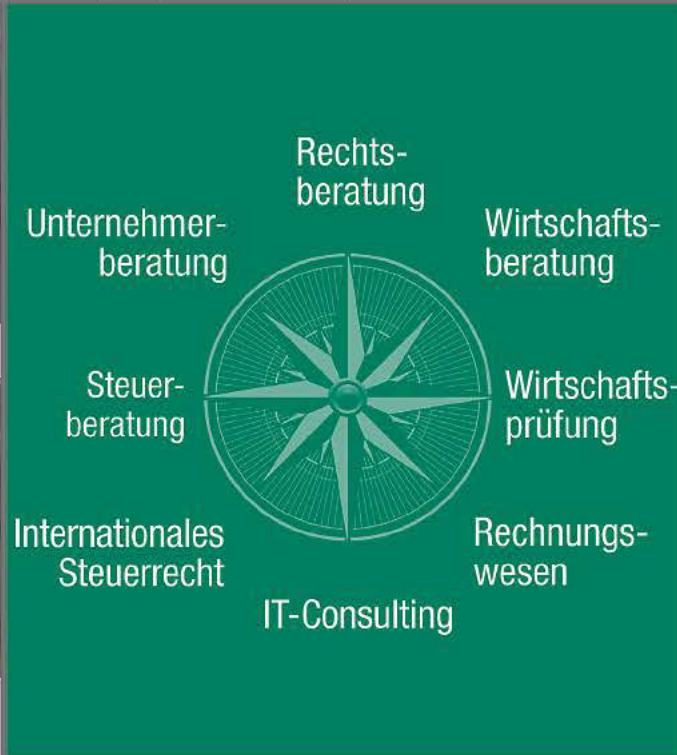 Rechts-
beratung
Unternehmer-
beratung
Wirtschafts-
beratung
Steuer-
beratung
Wirtschafts-
prüfung
Internationales
Steuerrecht
Rechnungs-
wesen
IT-Consulting